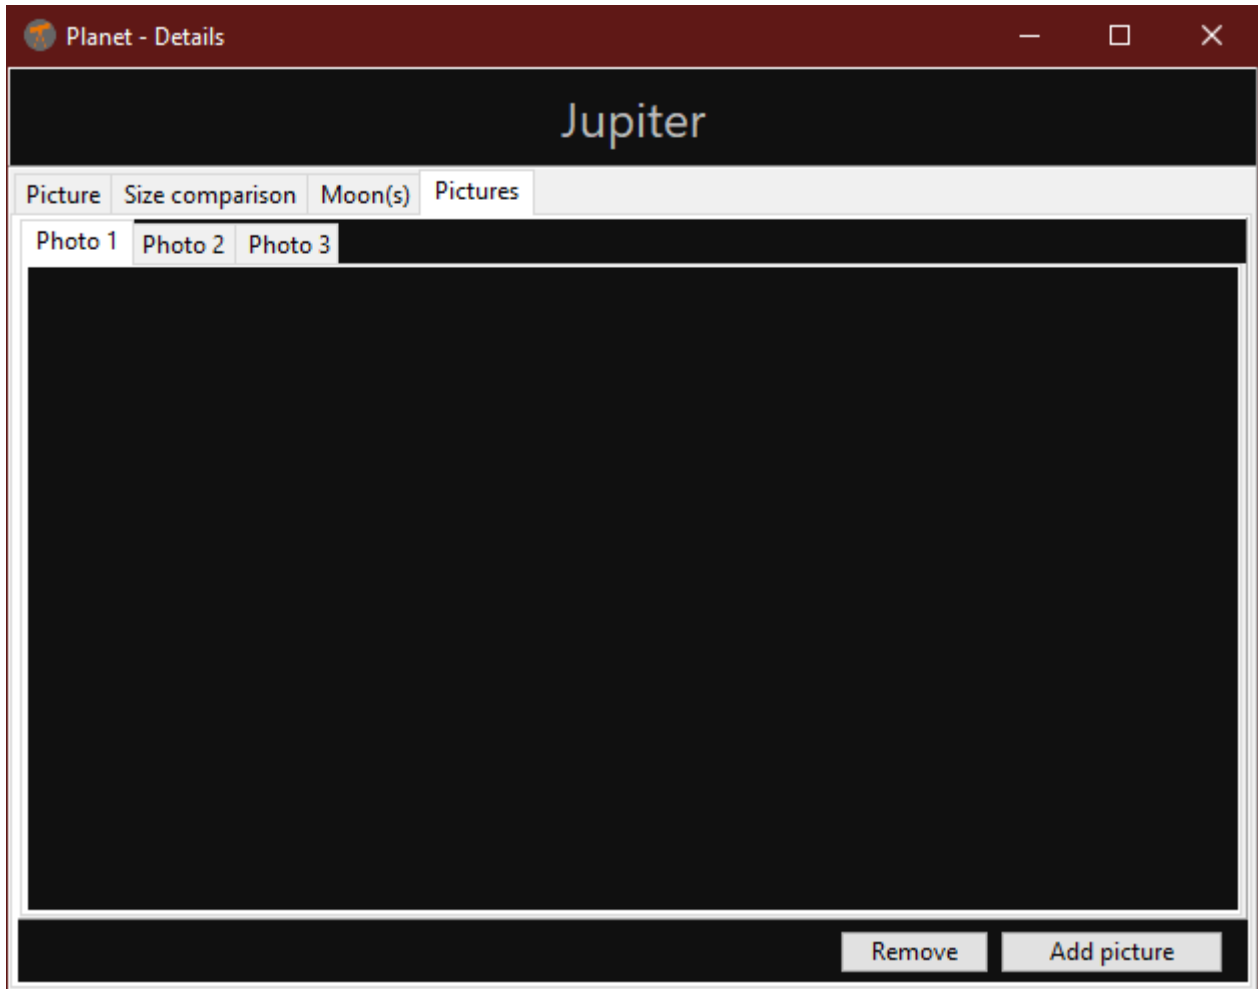 Planet - Details
Jupiter
Picture Size comparison Moon(s) Pictures
Photo 1 Photo 2 Photo 3
Remove Add picture